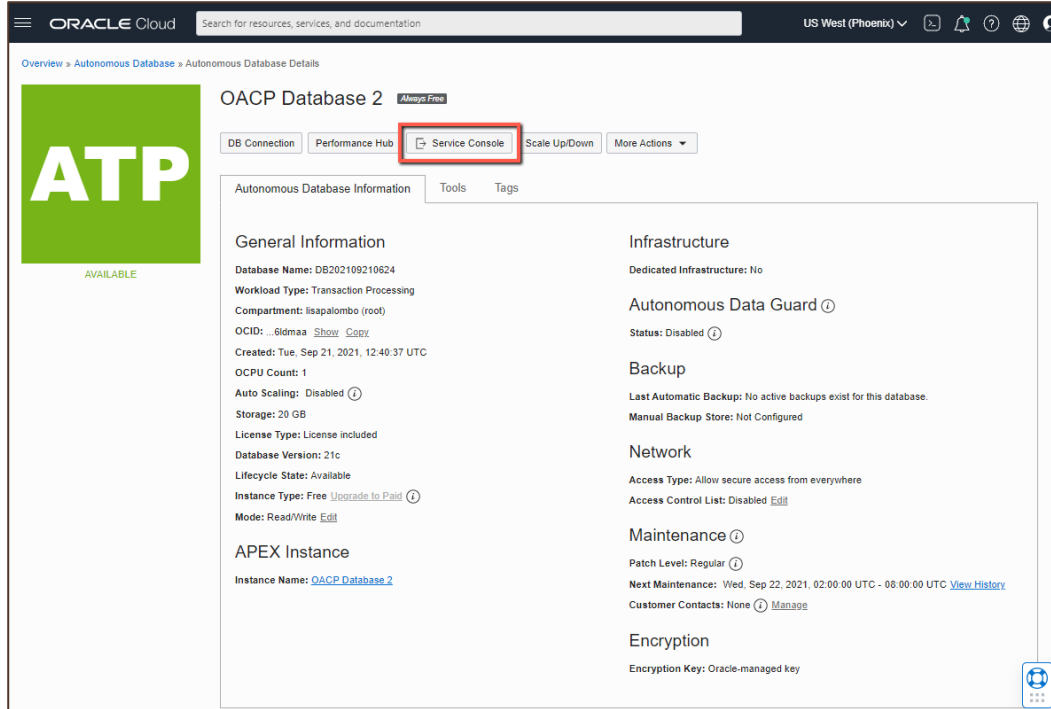 ORACLE Cloud
Search for resources, services, and documentation
US West (Phoenix)
Overview » Autonomous Database » Autonomous Database Details
ATP
AVAILABLE
OACP Database 2 Always Free
DB Connection Performance Hub Service Console Scale Up/Down More Actions
Autonomous Database Information Tools Tags
General Information
Database Name: DB202109210624
Workload Type: Transaction Processing
Compartment: lisapalombo (root)
OCID: ...6ldmaa Show Copy
Created: Tue, Sep 21, 2021, 12:40:37 UTC
OCPU Count: 1
Auto Scaling: Disabled i
Storage: 20 GB
License Type: License included
Database Version: 21c
Lifecycle State: Available
Instance Type: Free Upgrade to Paid i
Mode: Read/Write Edit
APEX Instance
Instance Name: OACP Database 2
Infrastructure
Dedicated Infrastructure: No
Autonomous Data Guard i
Status: Disabled i
Backup
Last Automatic Backup: No active backups exist for this database.
Manual Backup Store: Not Configured
Network
Access Type: Allow secure access from everywhere
Access Control List: Disabled Edit
Maintenance i
Patch Level: Regular i
Next Maintenance: Wed, Sep 22, 2021, 02:00:00 UTC - 08:00:00 UTC View History
Customer Contacts: None i Manage
Encryption
Encryption Key: Oracle-managed key